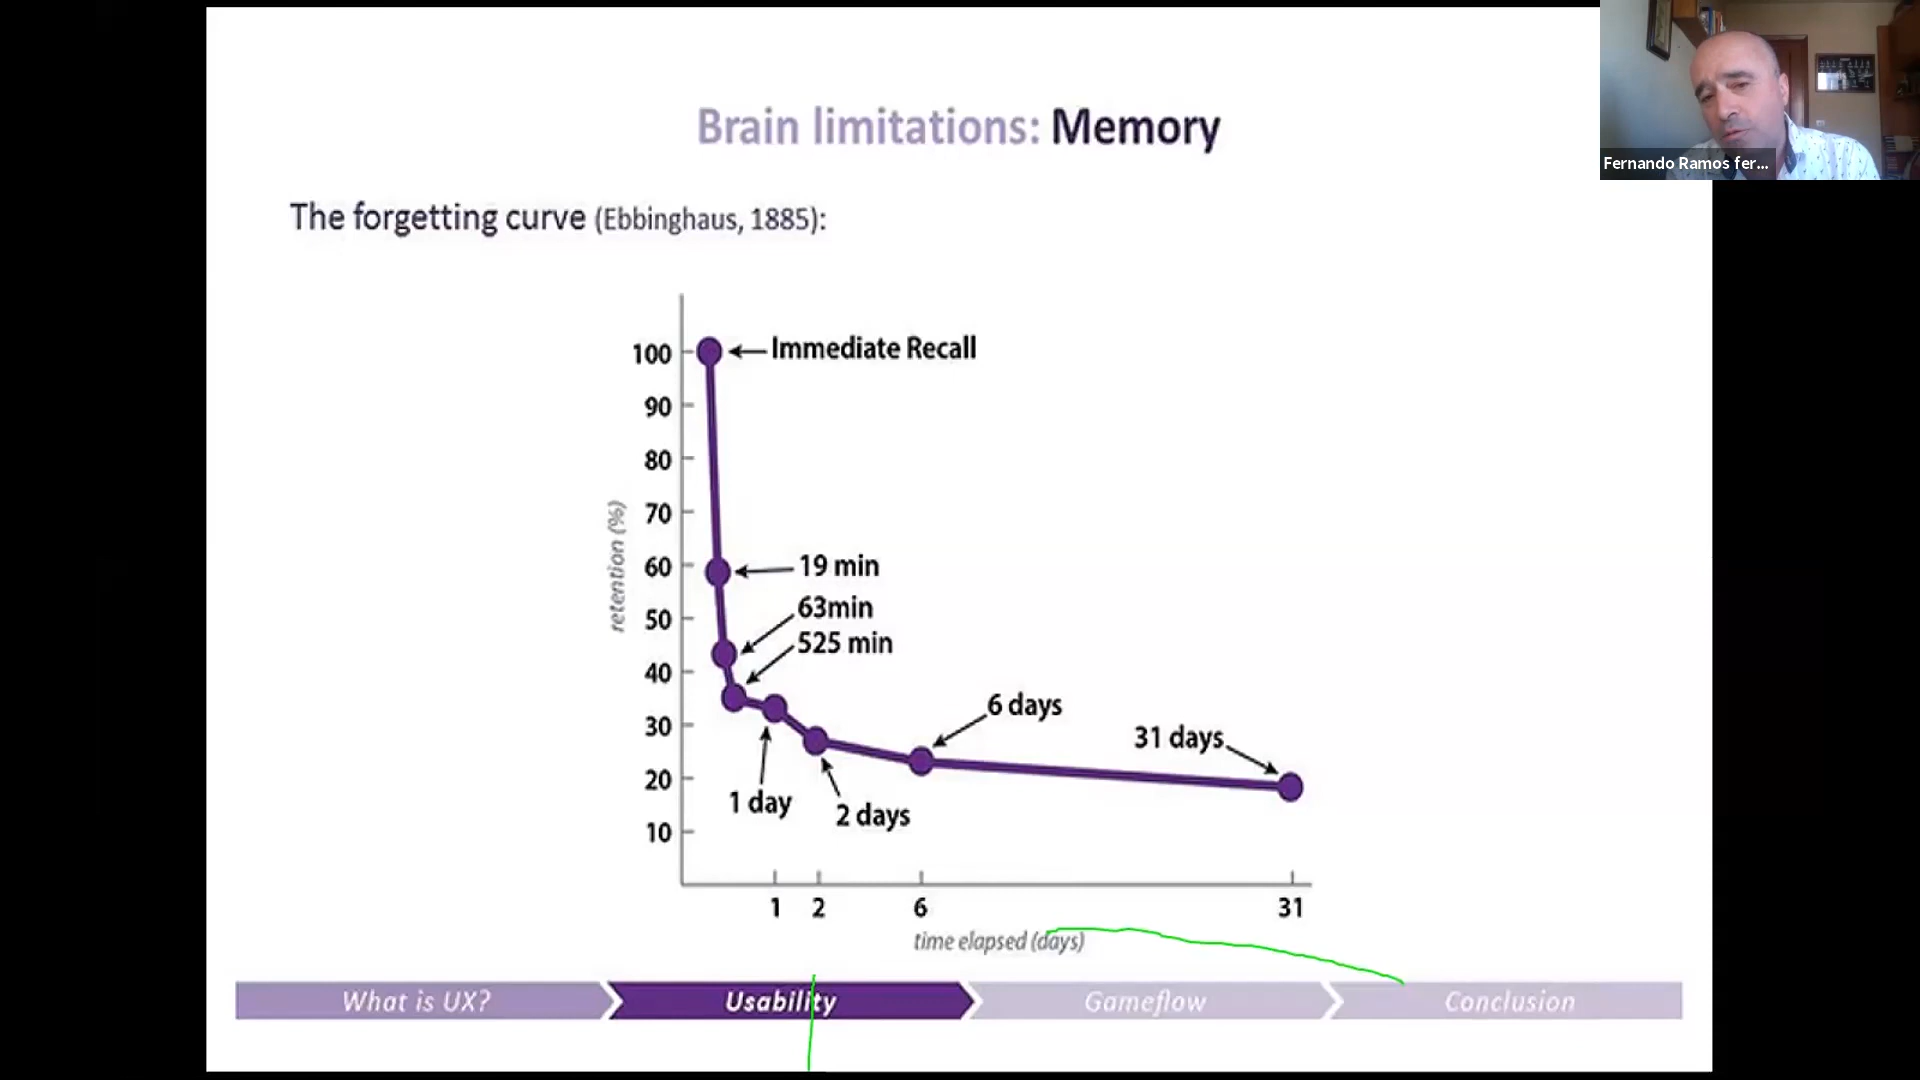 Brain limitations: Memory
Fernando Ramos fer...
The forgetting curve (Ebbinghaus, 1885):
Immediate Recall
100
90
80
70
60
50
40
30
20
10
retention (%)
19 min
63min
525 min
6 days
31 days
1 day
2 days
1 2 6 31
time elapsed (days)
What is UX? Usability Gameflow Conclusion